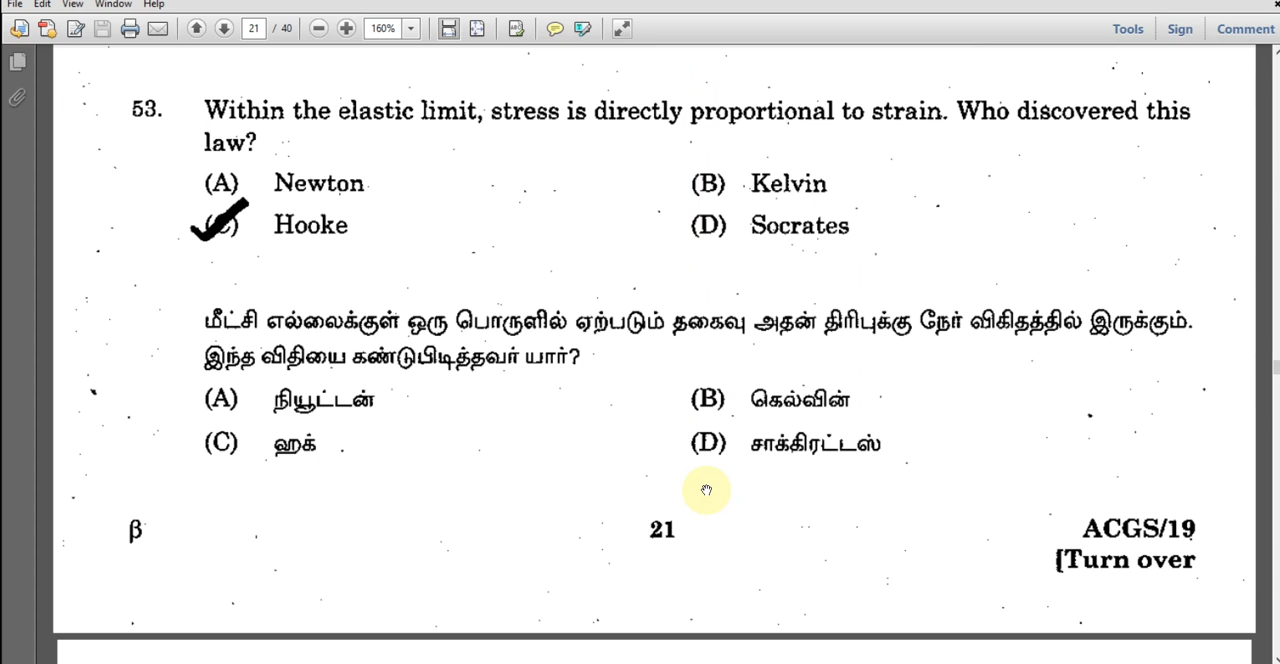 File Edit View Window Help
21 / 40 160% Tools Sign Comment
53. Within the elastic limit, stress is directly proportional to strain. Who discovered this
law?
(A) Newton (B) Kelvin
(C) Hooke (D) Socrates
மீட்சி எல்லைக்குள் ஒரு பொருளில் ஏற்படும் தகைவு அதன் திரிபுக்கு நேர் விகிதத்தில் இருக்கும்.
இந்த விதியை கண்டுபிடித்தவர் யார்?
(A) நியூட்டன் (B) கெல்வின்
(C) ஹுக் (D) சாக்கிரட்டஸ்
β 21 ACGS/19
[Turn over